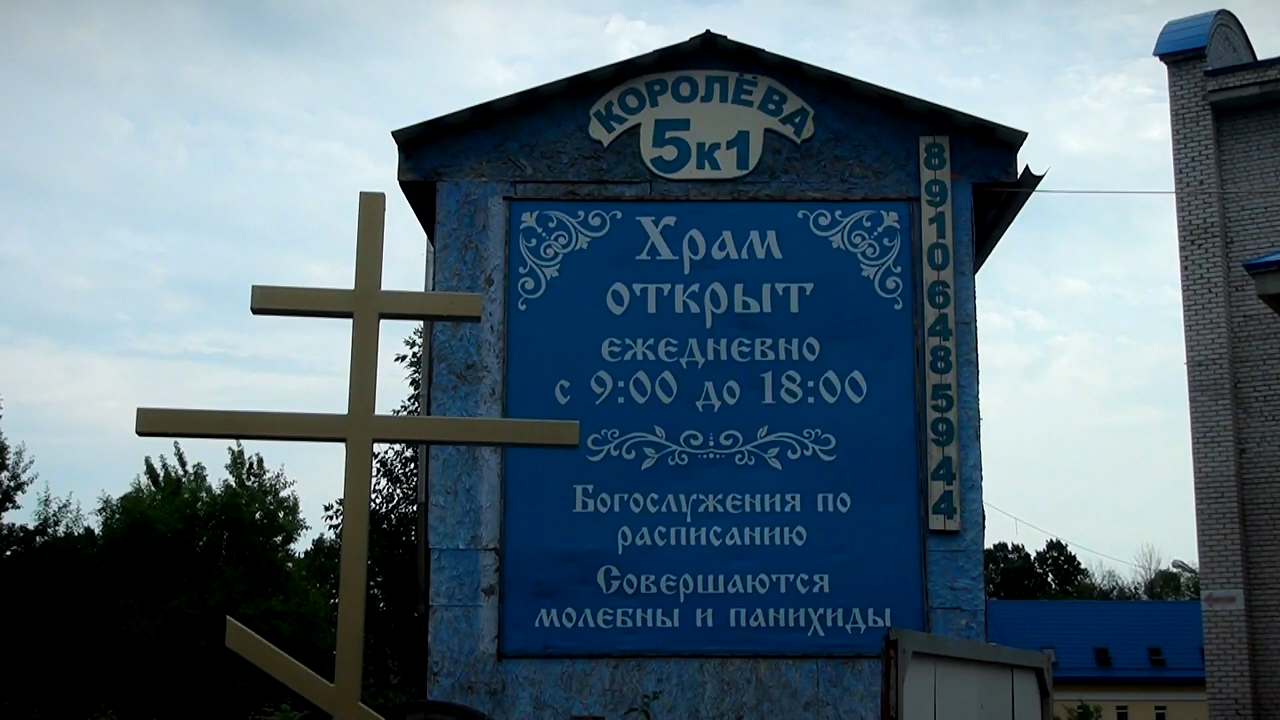 КОРОЛЁВА
5к1
Храм
открыт
ежедневно
с 9:00 до 18:00
Богослужения по
расписанию
Совершаются
молебны и панихиды
89106485944